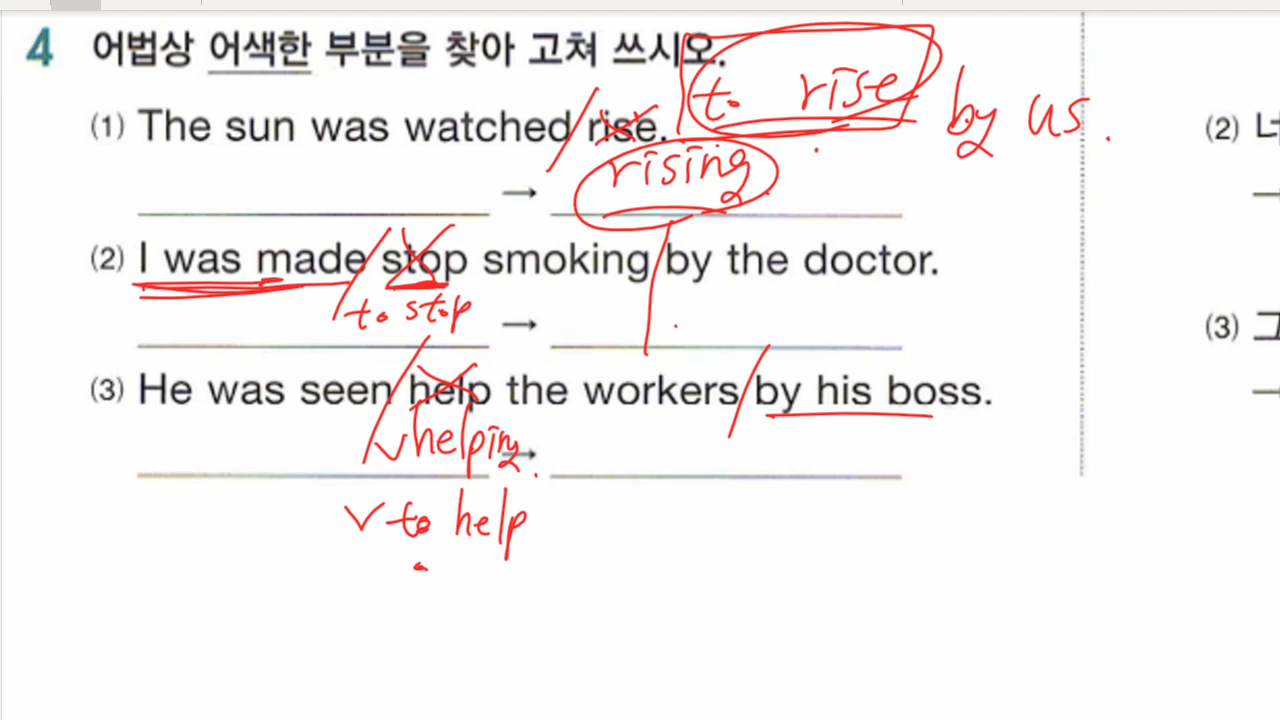 4 어법상 어색한 부분을 찾아 고쳐 쓰시오.
to rise by us.
(1) The sun was watched rise.
rising
→
(2) I was made stop smoking by the doctor.
to stop
→
(3) He was seen help the workers by his boss.
helping
→
to help
(2)
(3) 그